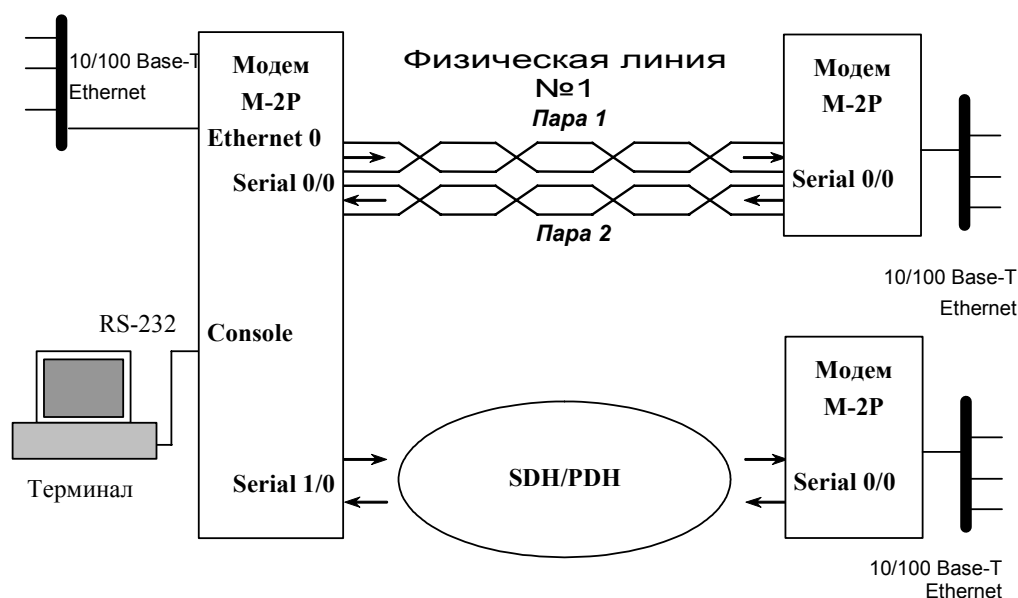 10/100 Base-T
Ethernet
Модем
М-2Р
Ethernet 0
Serial 0/0
Физическая линия
№1
Пара 1
Пара 2
Модем
М-2Р
Serial 0/0
10/100 Base-T
Ethernet
RS-232
Console
Терминал
Serial 1/0
SDH/PDH
Модем
М-2Р
Serial 0/0
10/100 Base-T
Ethernet